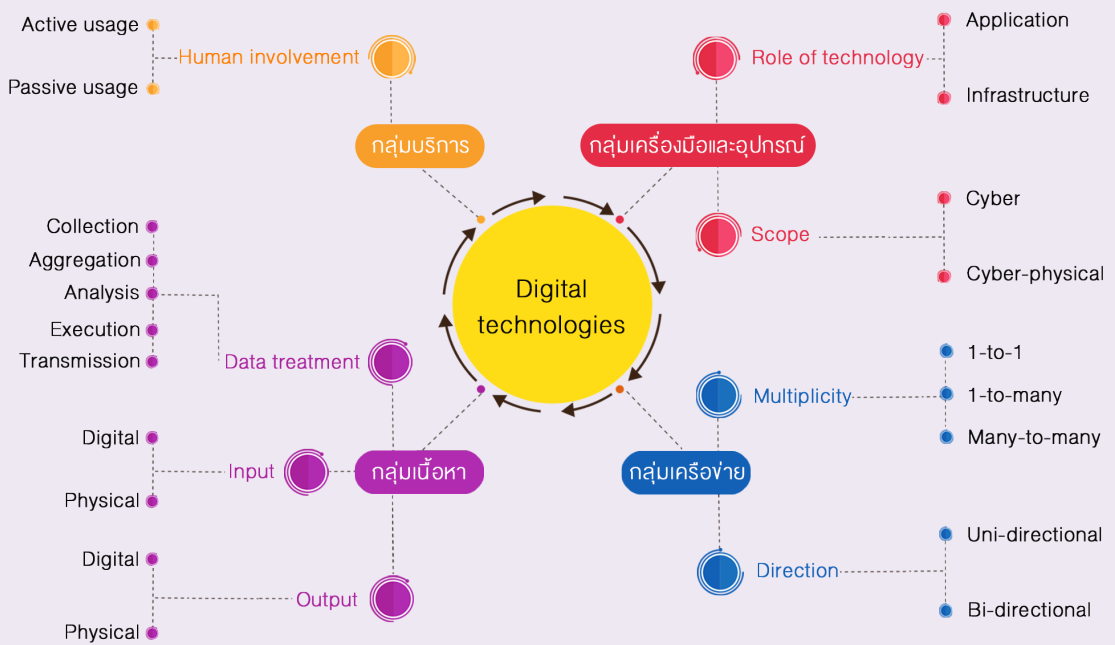 Active usage
Human involvement
Passive usage
กลุ่มบริการ
Application
Role of technology
Infrastructure
กลุ่มเครื่องมือและอุปกรณ์
Cyber
Scope
Cyber-physical
Digital
technologies
Collection
Aggregation
Analysis
Execution
Transmission
Data treatment
Digital
Input
Physical
กลุ่มเนื้อหา
Digital
Output
Physical
1-to-1
Multiplicity
1-to-many
Many-to-many
กลุ่มเครือข่าย
Uni-directional
Direction
Bi-directional